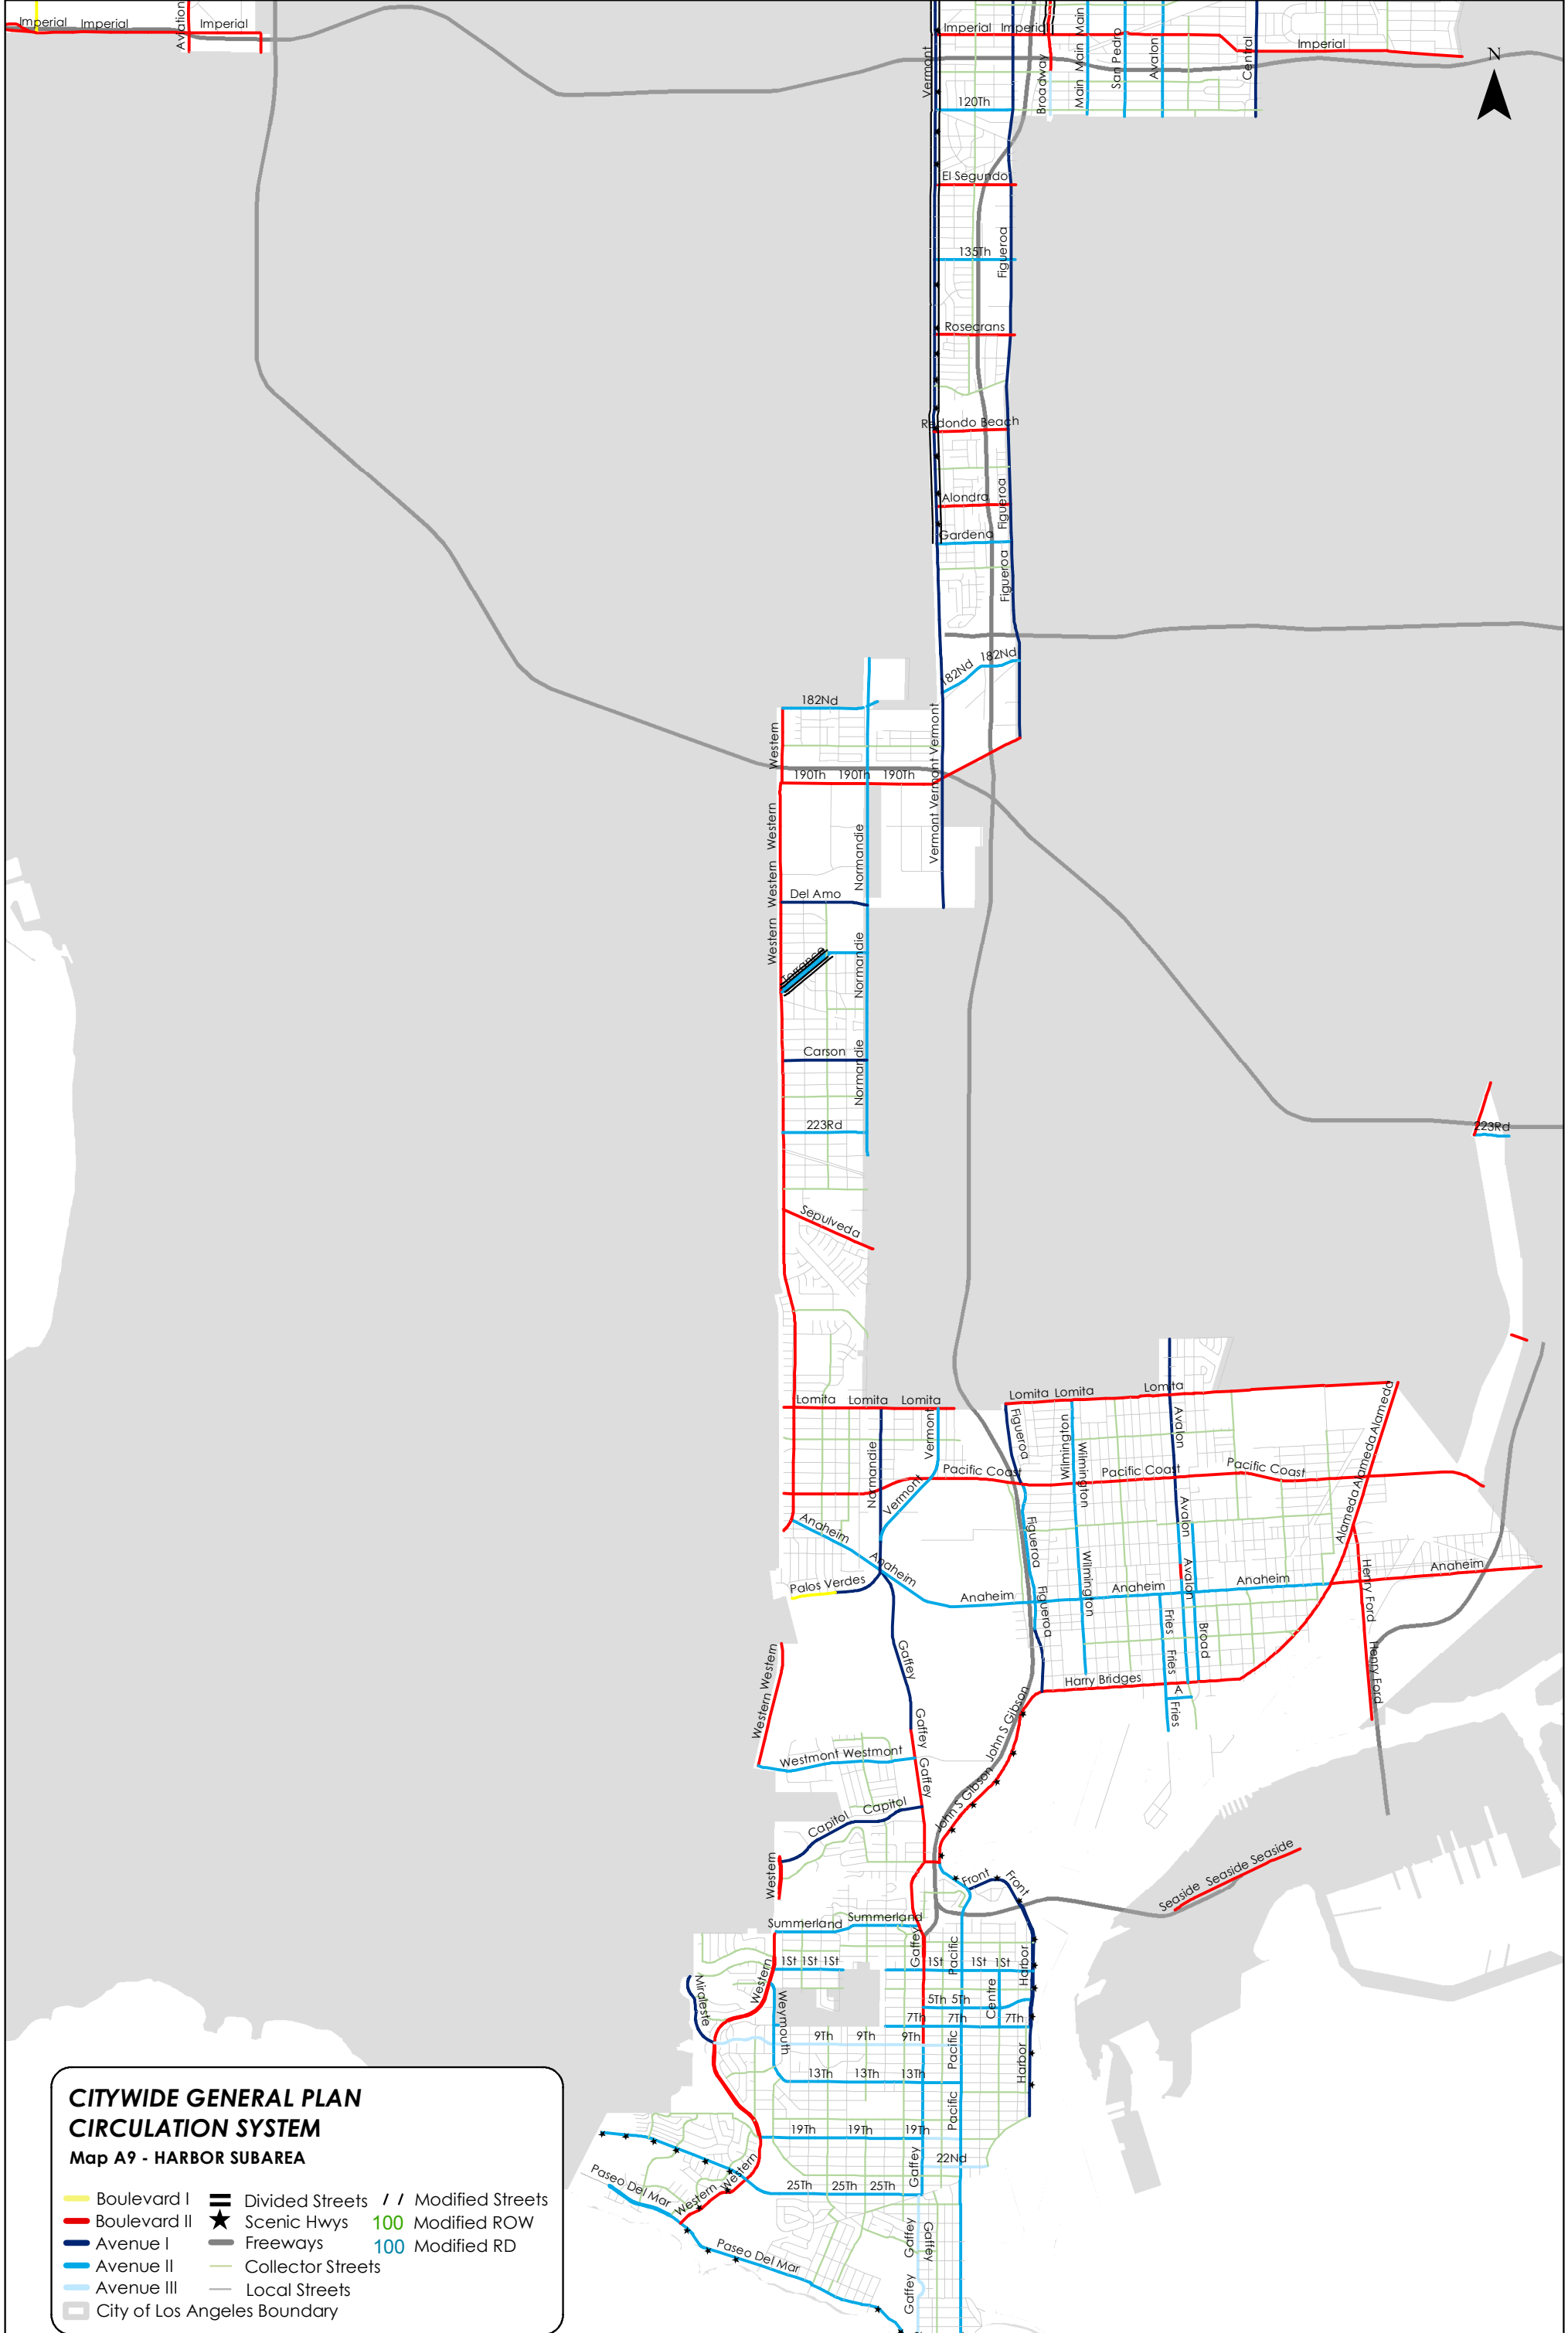 Imperial Imperial Imperial Imperial Imperial Imperial
Aviation
Vermont
Broadway
Main Main Main
San Pedro
Avalon
Central
N
120Th
El Segundo
135Th
Figueroa
Rosecrans
Redondo Beach
Alondra
Figueroa
Gardena
Figueroa
182Nd 182Nd
182Nd
Western
Vermont Vermont Vermont
190Th 190Th 190Th
Western
Normandie
Western
Del Amo
Western
Normandie
Torrance
Carson
Normandie
223Rd
223Rd
Sepulveda
Lomita Lomita Lomita
Lomita Lomita Lomita
Figueroa
Wilmington
Wilmington
Avalon
Alameda Alameda Alameda
Vermont
Normandie
Vermont
Pacific Coast Pacific Coast Pacific Coast
Anaheim
Anaheim
Palos Verdes
Figueroa
Figueroa
Wilmington
Avalon
Avalon
Anaheim Anaheim Anaheim Anaheim
Henry Ford
Henry Ford
Fries Fries
Broad
Gaffey
Harry Bridges
A
Fries
Western Western
John S Gibson
John S Gibson
Gaffey
Gaffey
Westmont Westmont
Capitol Capitol
Western
Front
Front
Seaside Seaside Seaside
Summerland Summerland
Gaffey
Pacific
Harbor
1St 1St 1St 1St 1St 1St
Western
Miraleste
Weymouth
Centre
5Th 5Th
7Th 7Th 7Th
9Th 9Th 9Th
Pacific
Harbor
13Th 13Th 13Th
Pacific
19Th 19Th 19Th
22Nd
Gaffey
25Th 25Th 25Th
Western Western
Paseo Del Mar
Paseo Del Mar
Gaffey
Gaffey
Gaffey
CITYWIDE GENERAL PLAN
CIRCULATION SYSTEM
Map A9 - HARBOR SUBAREA
Boulevard I
Boulevard II
Avenue I
Avenue II
Avenue III
City of Los Angeles Boundary
Divided Streets
Scenic Hwys
Freeways
Collector Streets
Local Streets
/ / Modified Streets
100 Modified ROW
100 Modified RD